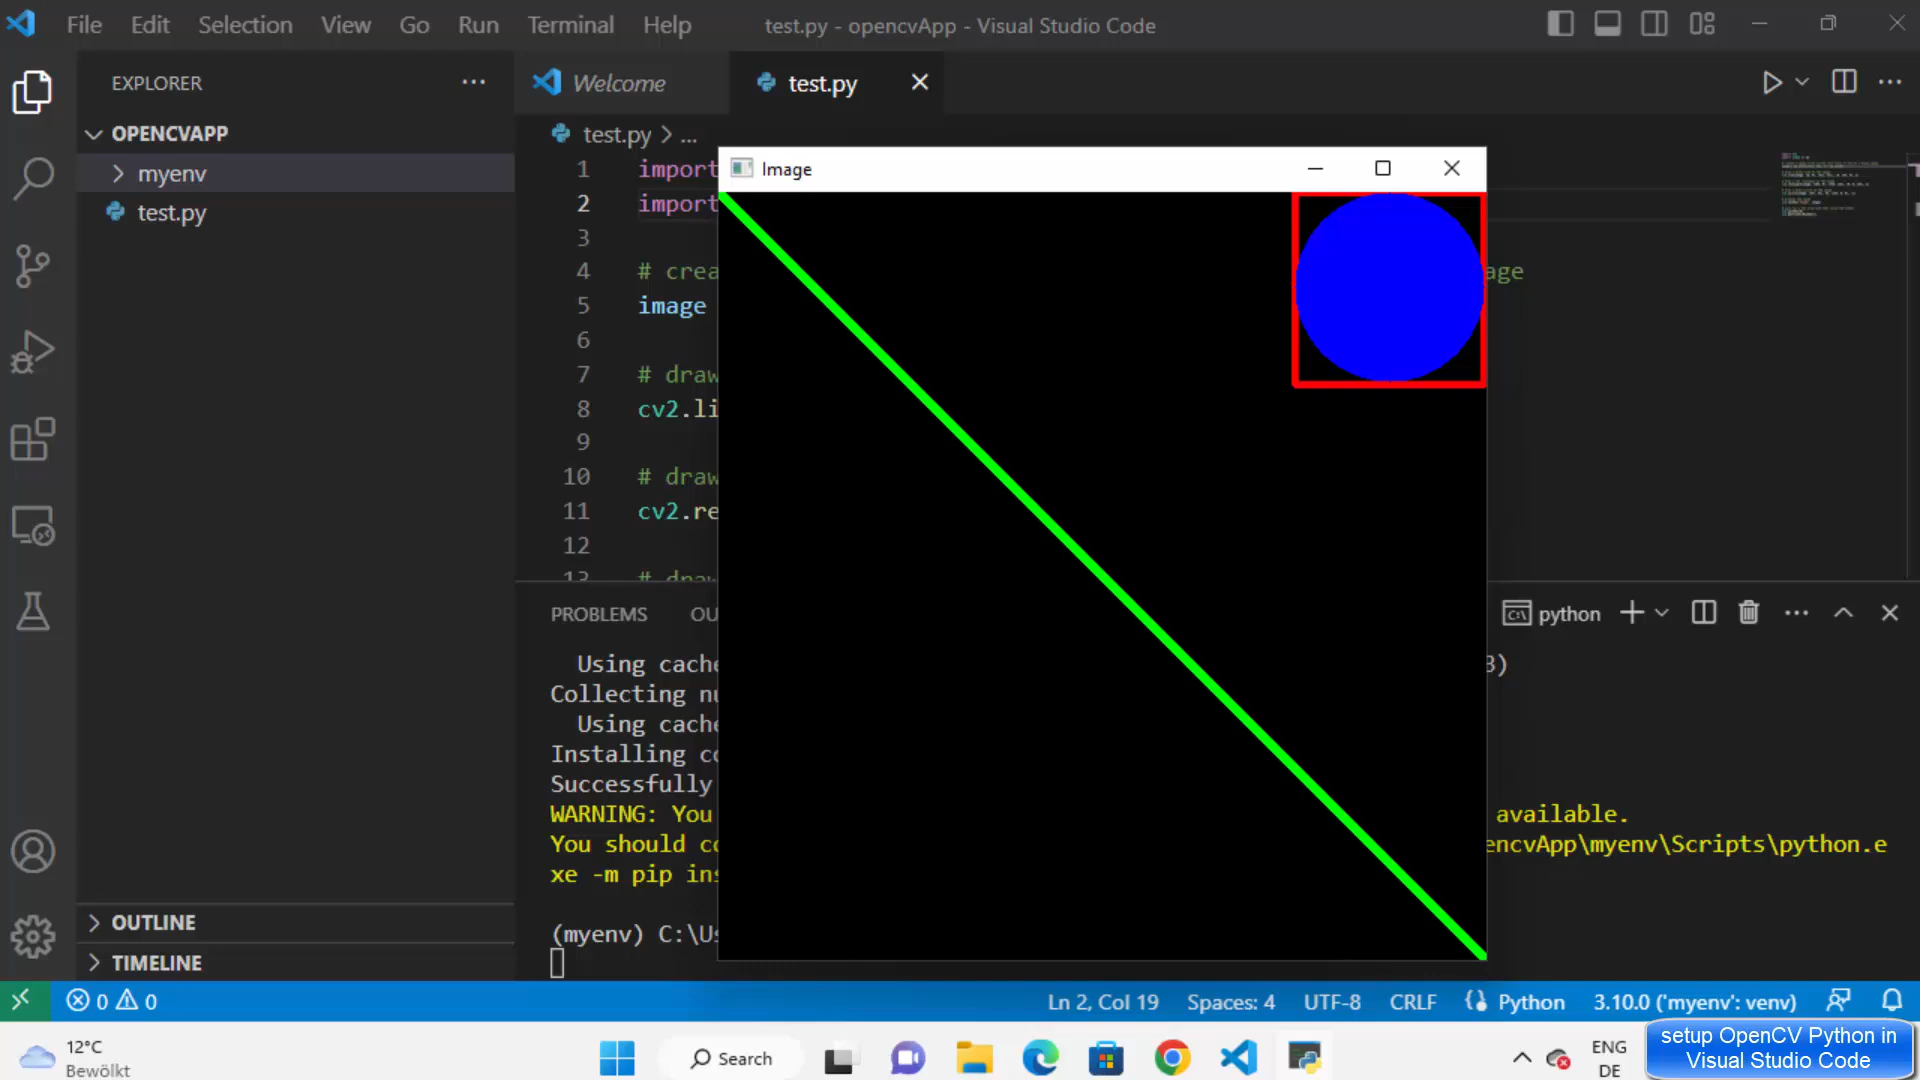 File Edit Selection View Go Run Terminal Help
test.py - opencvApp - Visual Studio Code
EXPLORER
OPENCVAPP
myenv
test.py
Welcome
test.py
test.py > ...
1 import
2 import
3
4 # crea
age
5 image
6
7 # draw
8 cv2.li
9
10 # draw
11 cv2.re
12
13 # draw
Image
PROBLEMS OU
python
Using cache
3)
Collecting nu
Using cache
Installing co
Successfully
WARNING: You
available.
You should co
encvApp\myenv\Scripts\python.e
xe -m pip ins
(myenv) C:\Us
OUTLINE
TIMELINE
0 0
Ln 2, Col 19 Spaces: 4 UTF-8 CRLF Python 3.10.0 ('myenv': venv)
12°C
Bewölkt
Search
ENG
DE
setup OpenCV Python in
Visual Studio Code